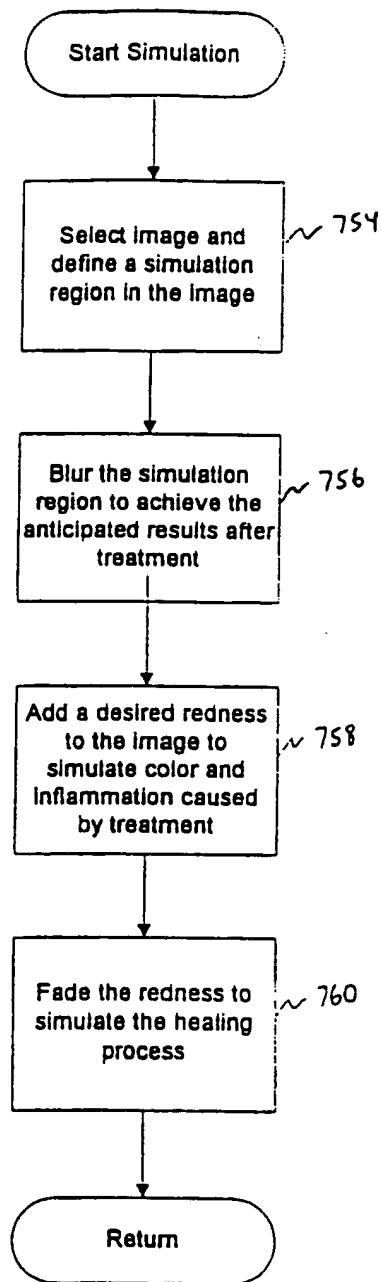 Start Simulation
Select image and
define a simulation
region in the image
754
Blur the simulation
region to achieve the
anticipated results after
treatment
756
Add a desired redness
to the image to
simulate color and
inflammation caused
by treatment
758
Fade the redness to
simulate the healing
process
760
Return